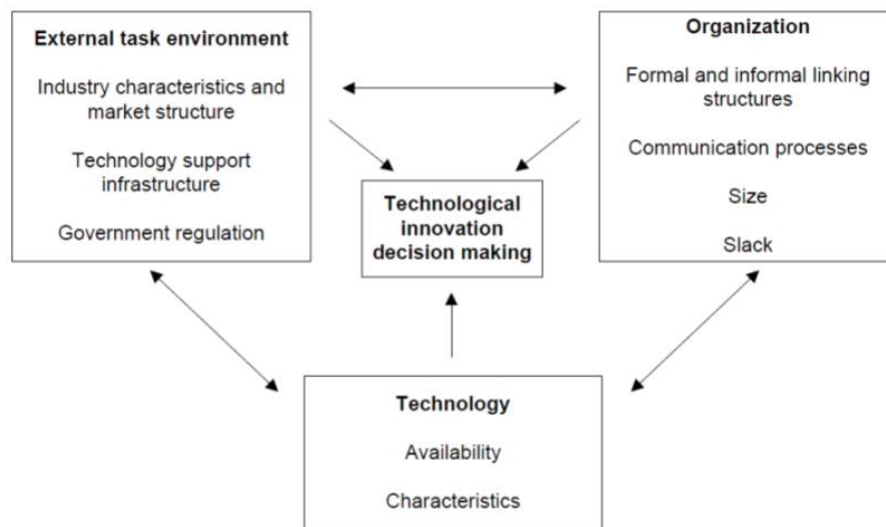 External task environment
Industry characteristics and
market structure
Technology support
infrastructure
Government regulation
Organization
Formal and informal linking
structures
Communication processes
Size
Slack
Technological
innovation
decision making
Technology
Availability
Characteristics